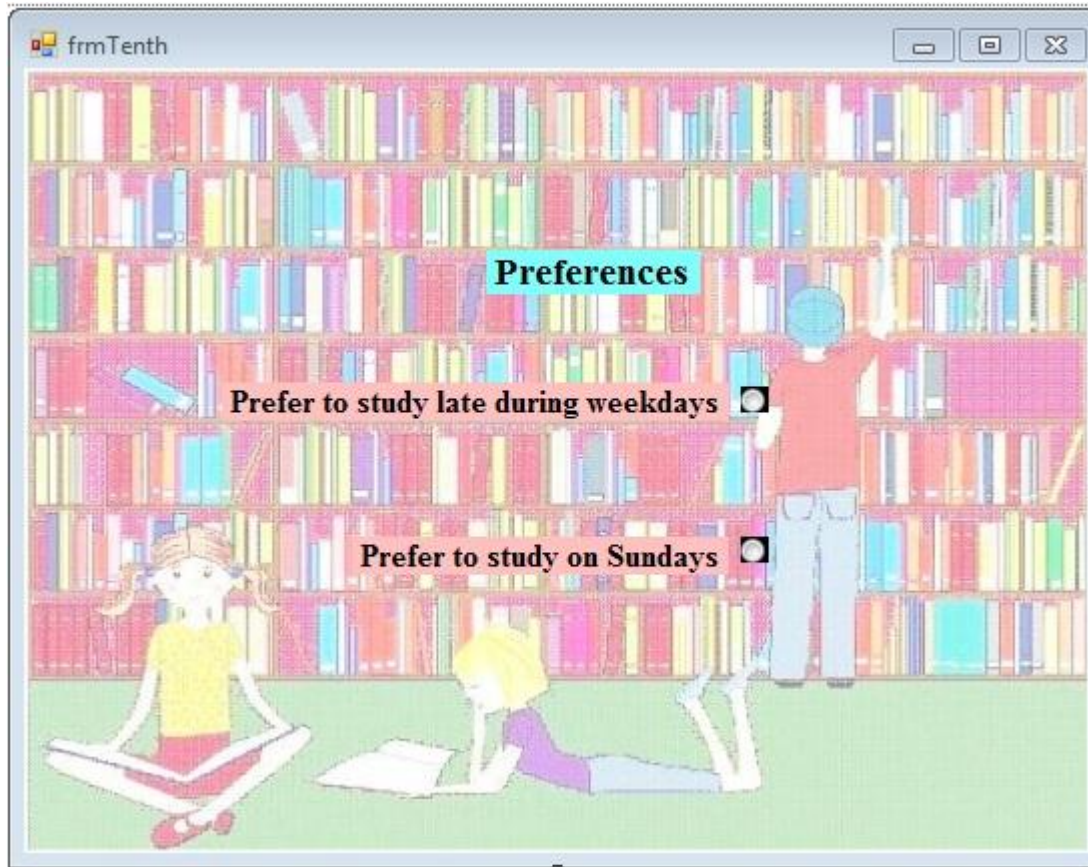 frmTenth
Preferences
Prefer to study late during weekdays
Prefer to study on Sundays